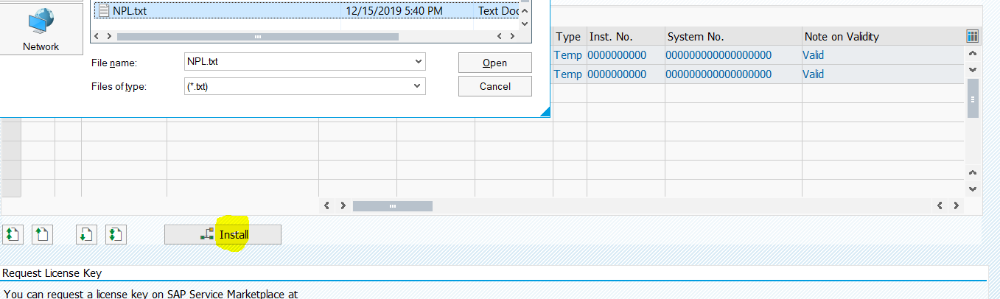 NPL.txt 12/15/2019 5:40 PM Text Doc
Network
File name: NPL.txt Open
Files of type: (*.txt) Cancel
Type Inst. No. System No. Note on Validity
Temp 0000000000 000000000000000000 Valid
Temp 0000000000 000000000000000000 Valid
Install
Request License Key
You can request a license key on SAP Service Marketplace at